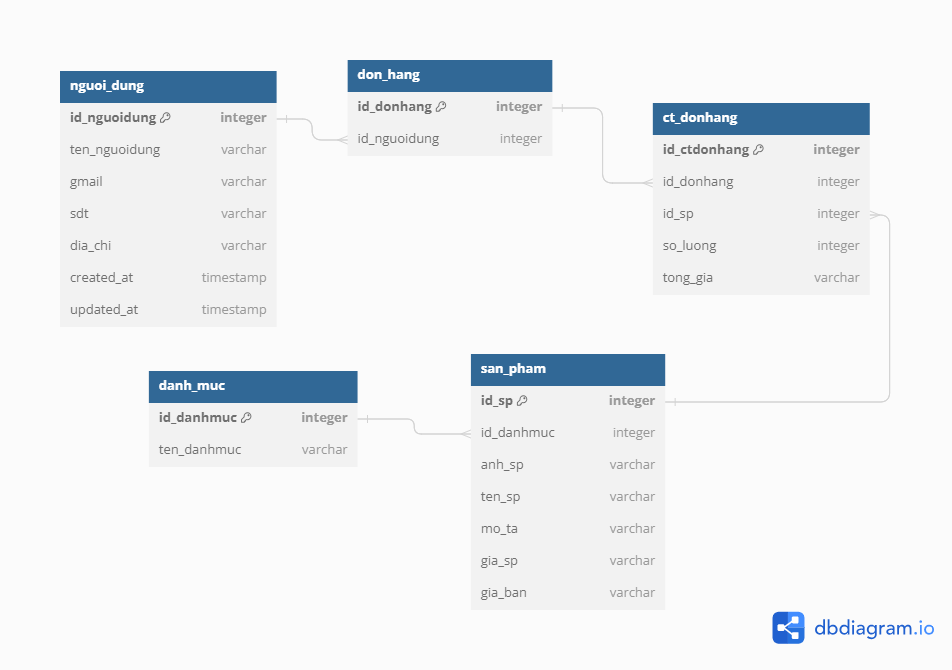 nguoi_dung
id_nguoidung integer
ten_nguoidung varchar
gmail varchar
sdt varchar
dia_chi varchar
created_at timestamp
updated_at timestamp
don_hang
id_donhang integer
id_nguoidung integer
ct_donhang
id_ctdonhang integer
id_donhang integer
id_sp integer
so_luong integer
tong_gia varchar
danh_muc
id_danhmuc integer
ten_danhmuc varchar
san_pham
id_sp integer
id_danhmuc integer
anh_sp varchar
ten_sp varchar
mo_ta varchar
gia_sp varchar
gia_ban varchar
dbdiagram.io